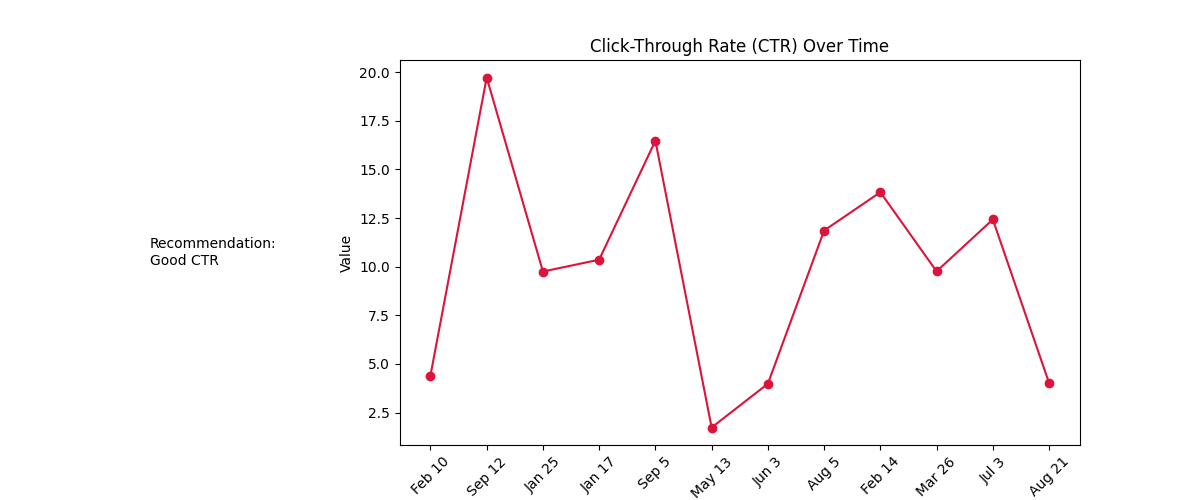 Click-Through Rate (CTR) Over Time
Recommendation:
Good CTR
Value
20.0
17.5
15.0
12.5
10.0
7.5
5.0
2.5
Feb 10
Sep 12
Jan 25
Jan 17
Sep 5
May 13
Jun 3
Aug 5
Feb 14
Mar 26
Jul 3
Aug 21